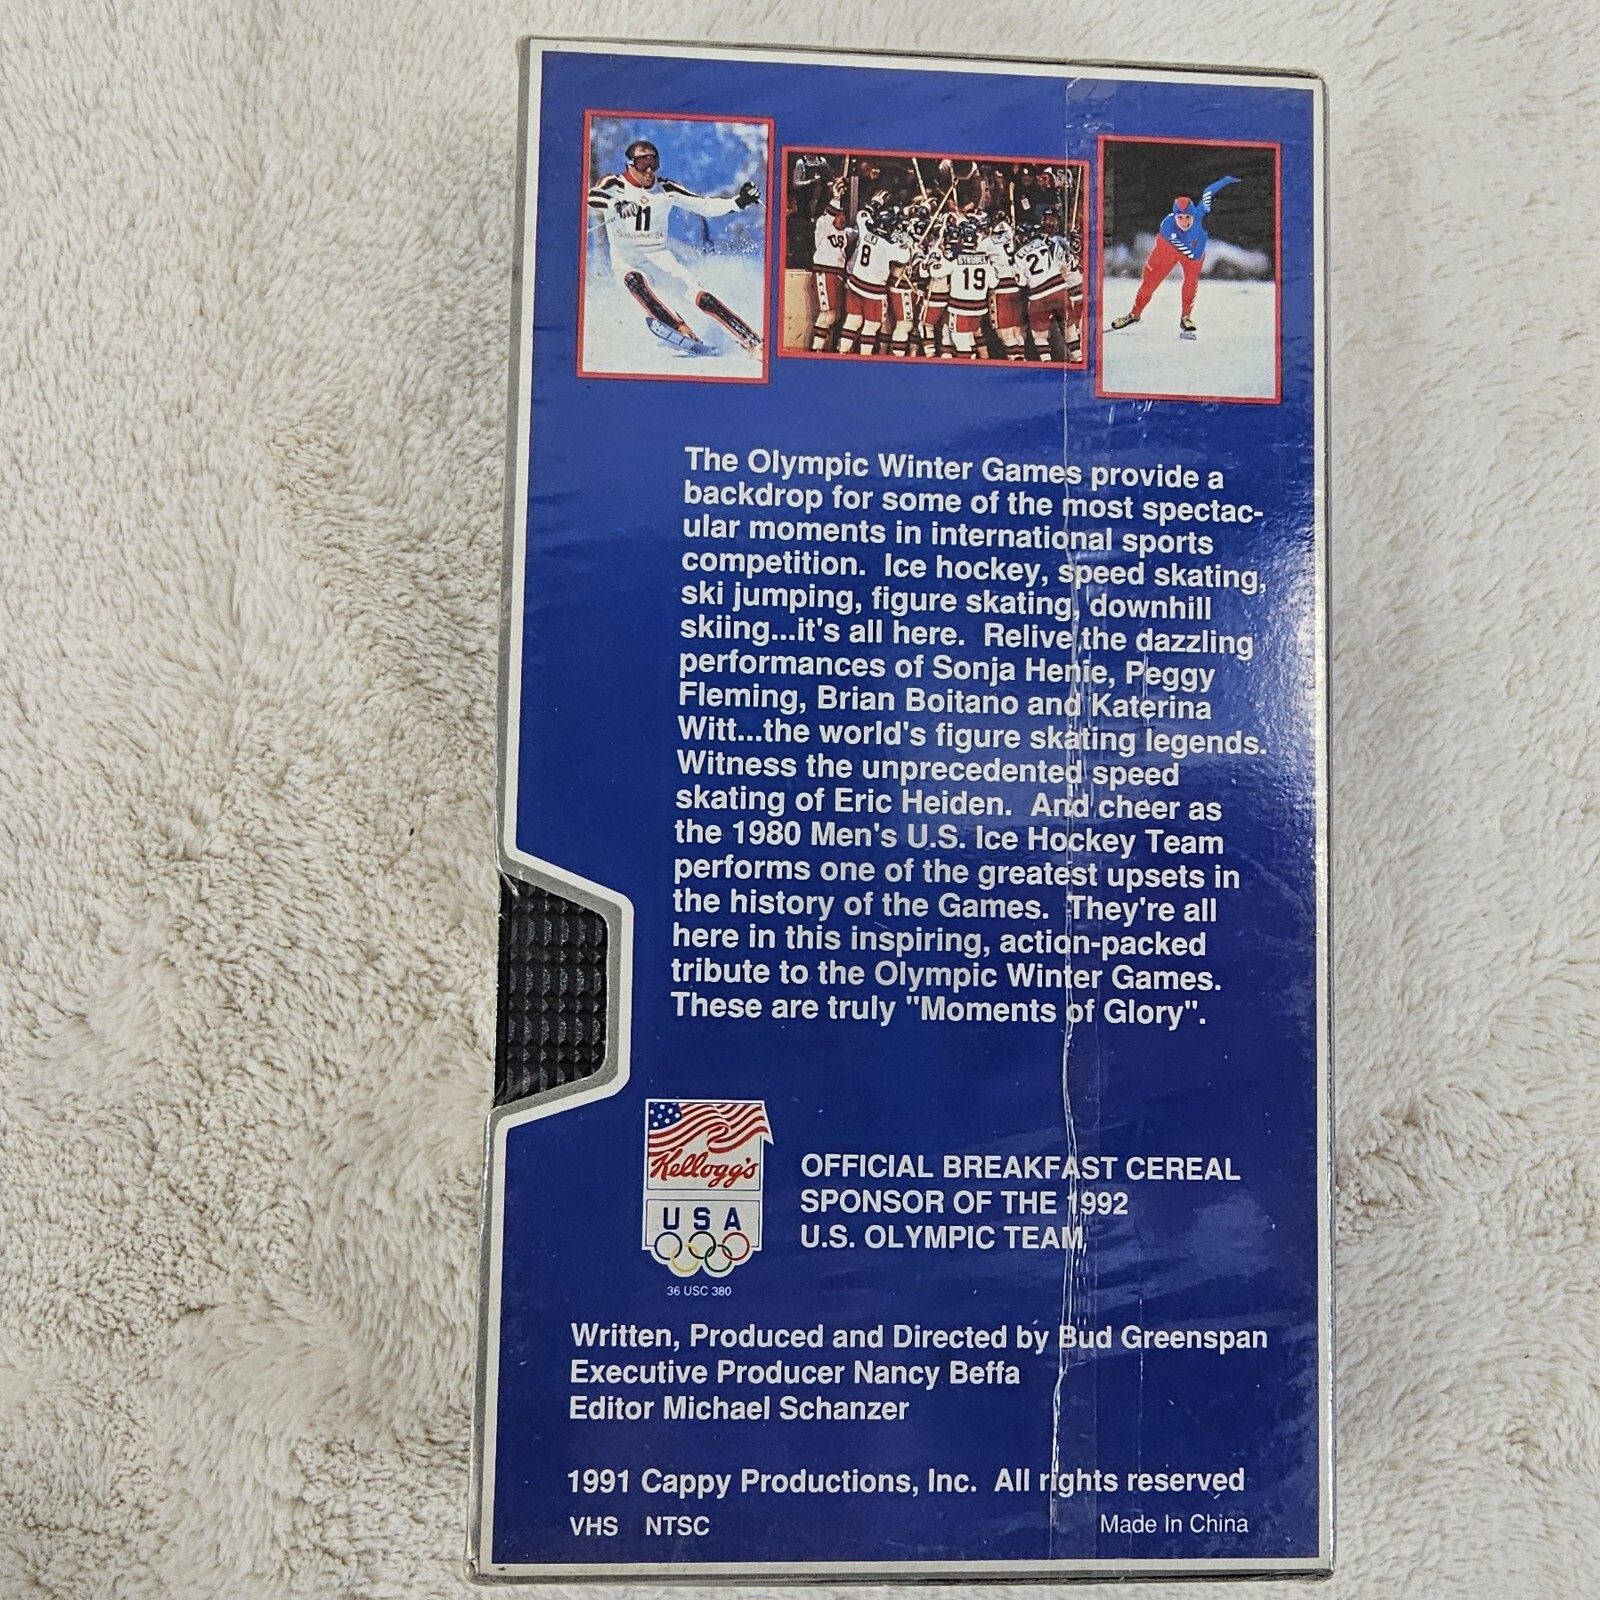 11
8
STROBEL
19
27
The Olympic Winter Games provide a
backdrop for some of the most spectac-
ular moments in international sports
competition. Ice hockey, speed skating,
ski jumping, figure skating, downhill
skiing...it's all here. Relive the dazzling
performances of Sonja Henie, Peggy
Fleming, Brian Boitano and Katerina
Witt...the world's figure skating legends.
Witness the unprecedented speed
skating of Eric Heiden. And cheer as
the 1980 Men's U.S. Ice Hockey Team
performs one of the greatest upsets in
the history of the Games. They're all
here in this inspiring, action-packed
tribute to the Olympic Winter Games.
These are truly "Moments of Glory".
Kellogg's
USA
36 USC 380
OFFICIAL BREAKFAST CEREAL
SPONSOR OF THE 1992
U.S. OLYMPIC TEAM
Written, Produced and Directed by Bud Greenspan
Executive Producer Nancy Beffa
Editor Michael Schanzer
1991 Cappy Productions, Inc. All rights reserved
VHS NTSC
Made In China